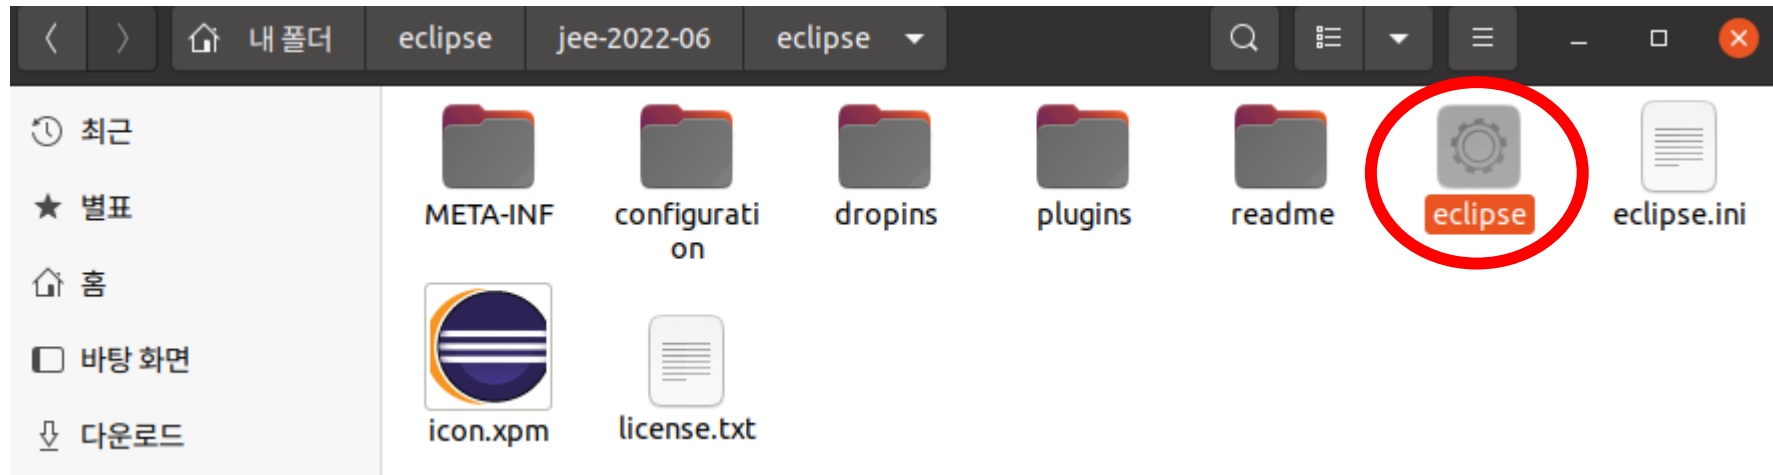 내 폴더 eclipse jee-2022-06 eclipse
최근
별표
홈
바탕 화면
다운로드
META-INF configurati
on dropins plugins readme eclipse eclipse.ini
icon.xpm license.txt